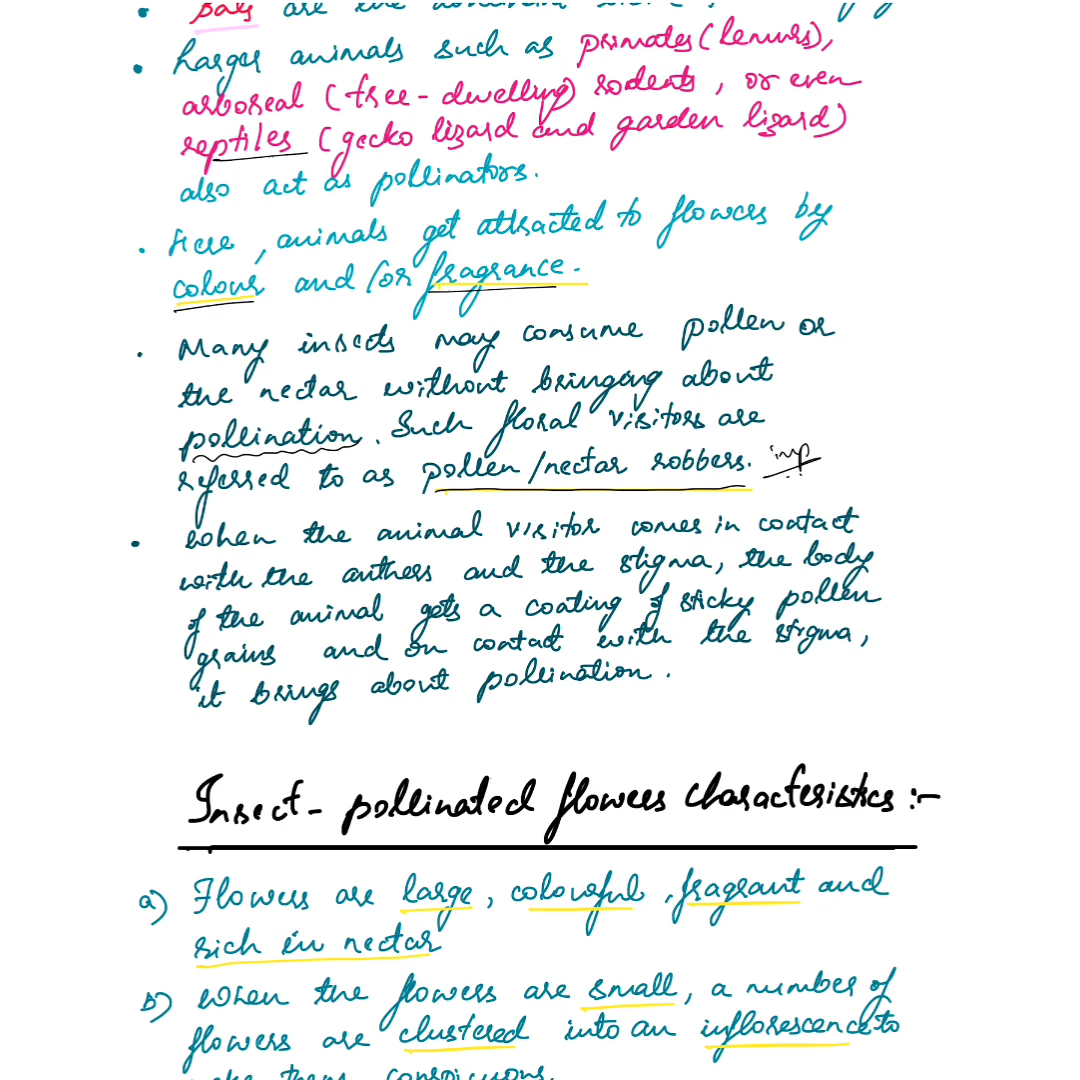 • Bats are the
• Larger animals such as primates (lemurs),
arboreal (tree-dwelling) rodents, or even
reptiles (gecko lizard and garden lizard)
also act as pollinators.
• Here, animals get attracted to flowers by
colour and/or fragrance.
• Many insects may consume pollen or
the nectar without bringing about
pollination. Such floral visitors are
referred to as pollen/nectar robbers. imp
• When the animal visitor comes in contact
with the anthers and the stigma, the body
of the animal gets a coating of sticky pollen
grains and on contact with the stigma,
it brings about pollination.
Insect-pollinated flowers characteristics :-
a) Flowers are large, colourful, fragrant and
rich in nectar
b) When the flowers are small, a number of
flowers are clustered into an inflorescence to
make them conspicuous.